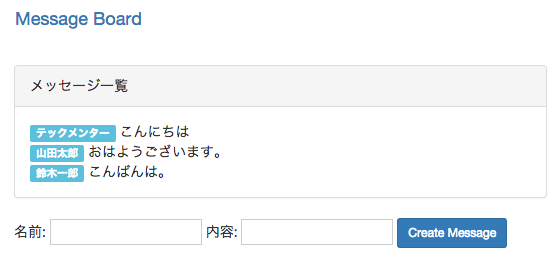 Message Board
メッセージ一覧
テックメンター こんにちは
山田太郎 おはようございます。
鈴木一郎 こんばんは。
名前: 内容: Create Message